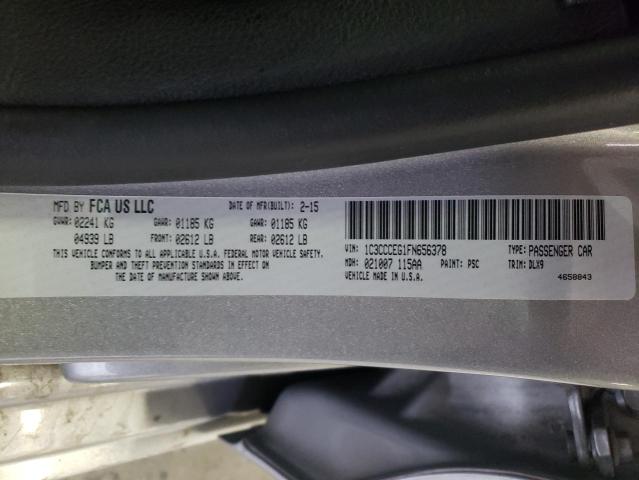 MFD BY FCA US LLC DATE OF MFR(BUILT): 2-15
GVWR: 02241 KG GAWR: 01185 KG GAWR: 01185 KG
04939 LB FRONT: 02612 LB REAR: 02612 LB
THIS VEHICLE CONFORMS TO ALL APPLICABLE U.S.A. FEDERAL MOTOR VEHICLE SAFETY,
BUMPER AND THEFT PREVENTION STANDARDS IN EFFECT ON
THE DATE OF MANUFACTURE SHOWN ABOVE.
VIN: 1C3CCCEG1FN656378 TYPE: PASSENGER CAR
MDH: 021007 115AA PAINT: PSC TRIM: DLX9
VEHICLE MADE IN U.S.A. 4658843